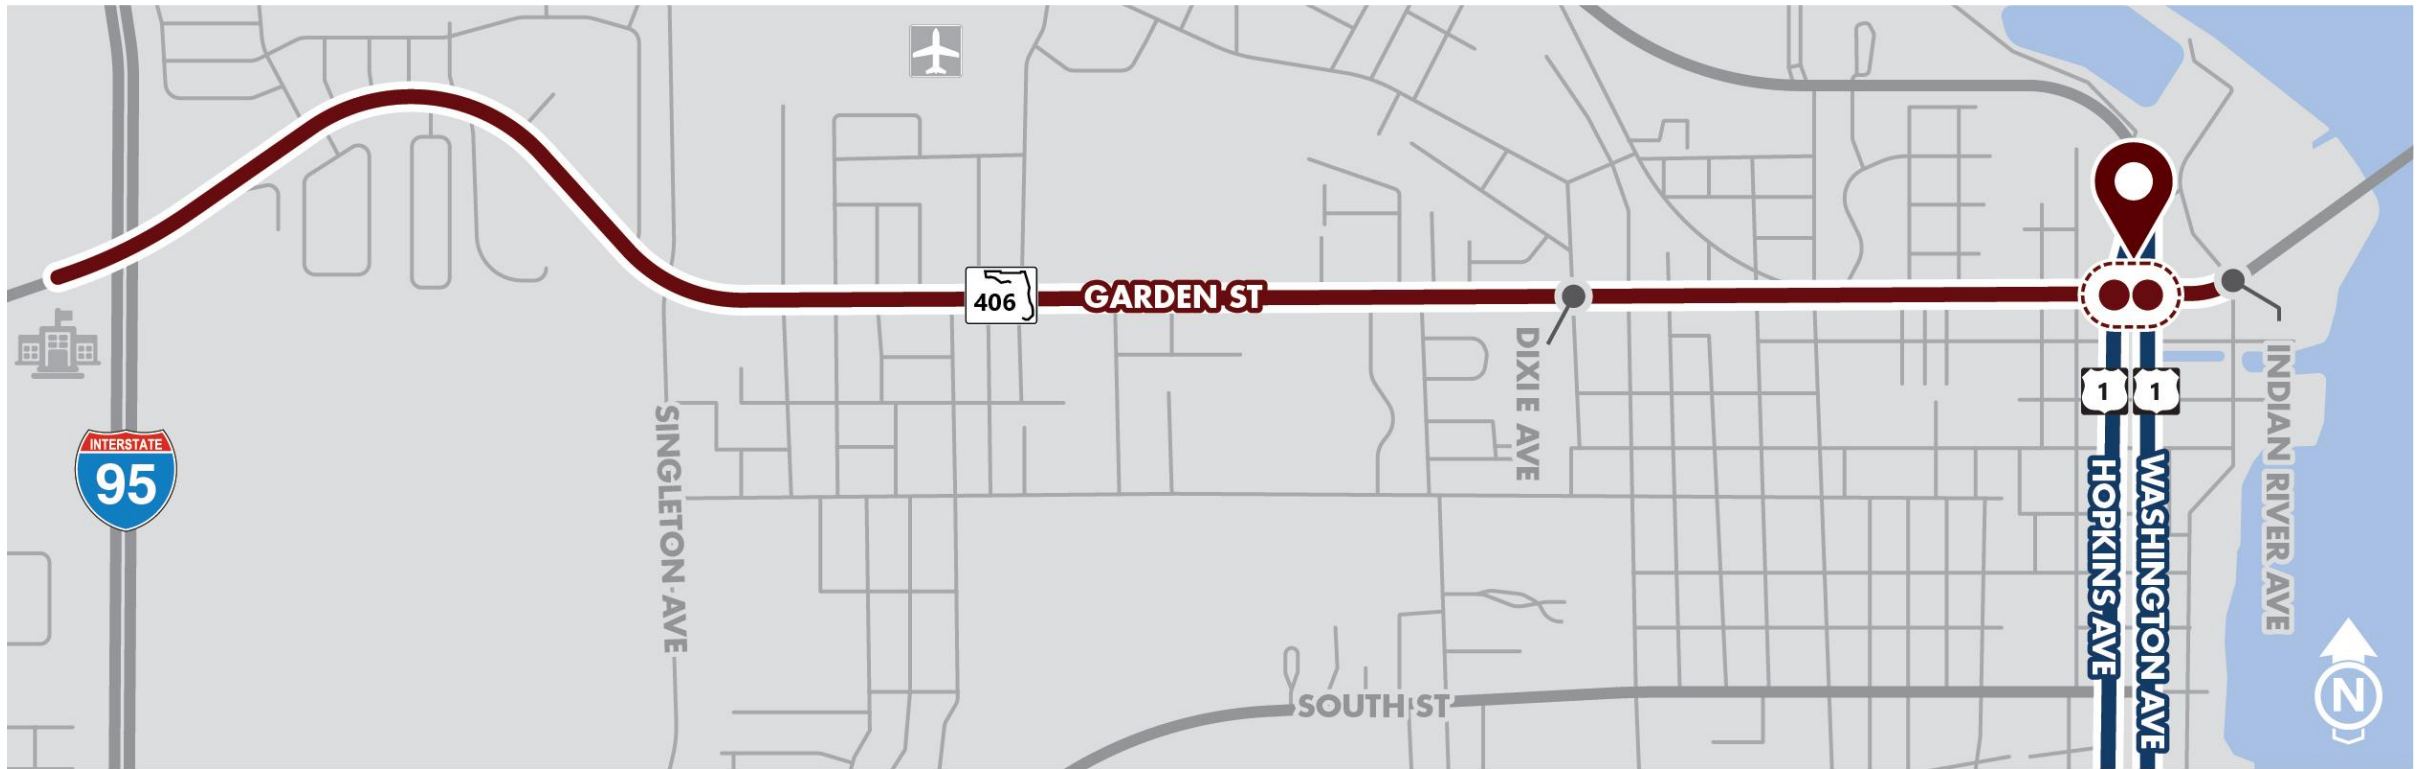 406
GARDEN ST
DIXIE AVE
INDIAN RIVER AVE
1
1
INTERSTATE
95
SINGLETON AVE
HOPKINS AVE
WASHINGTON AVE
SOUTH ST
N